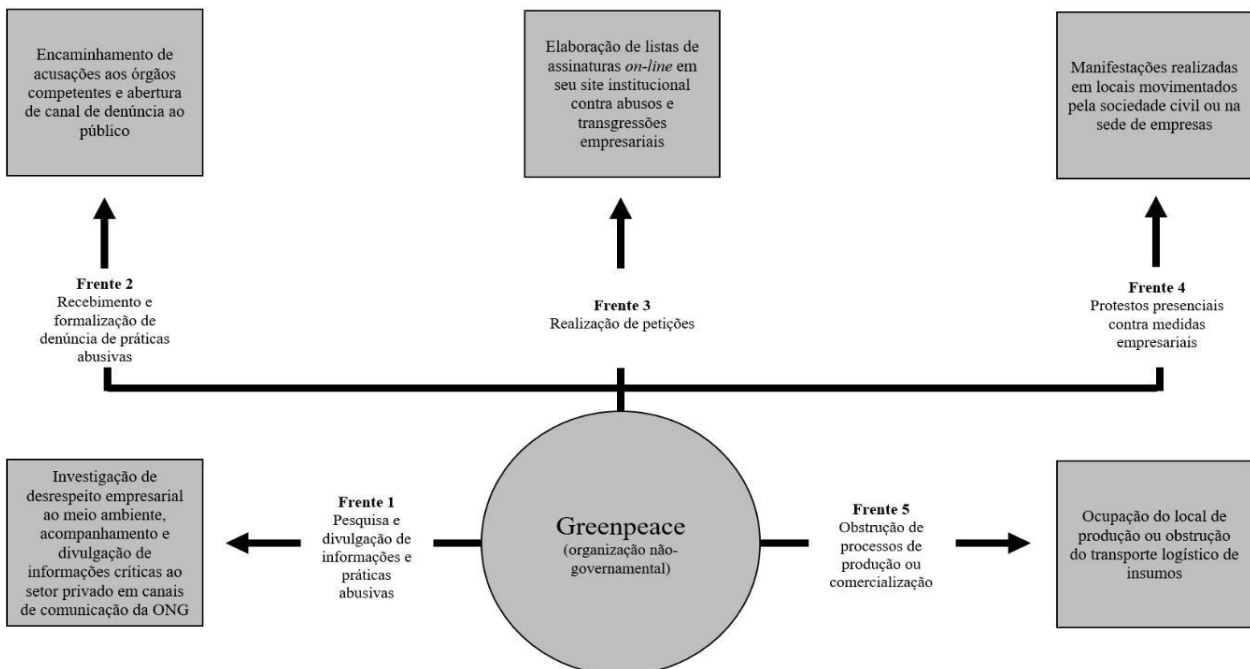 Encaminhamento de
acusações aos órgãos
competentes e abertura
de canal de denúncia ao
público
Elaboração de listas de
assinaturas on-line em
seu site institucional
contra abusos e
transgressões
empresariais
Manifestações realizadas
em locais movimentados
pela sociedade civil ou na
sede de empresas
Frente 2
Recebimento e
formalização de
denúncia de práticas
abusivas
Frente 3
Realização de petições
Frente 4
Protestos presenciais
contra medidas
empresariais
Investigação de
desrespeito empresarial
ao meio ambiente,
acompanhamento e
divulgação de
informações críticas ao
setor privado em canais
de comunicação da ONG
Frente 1
Pesquisa e
divulgação de
informações e
práticas
abusivas
Greenpeace
(organização não-
governamental)
Frente 5
Obstrução de
processos de
produção ou
comercialização
Ocupação do local de
produção ou obstrução
do transporte logístico de
insumos